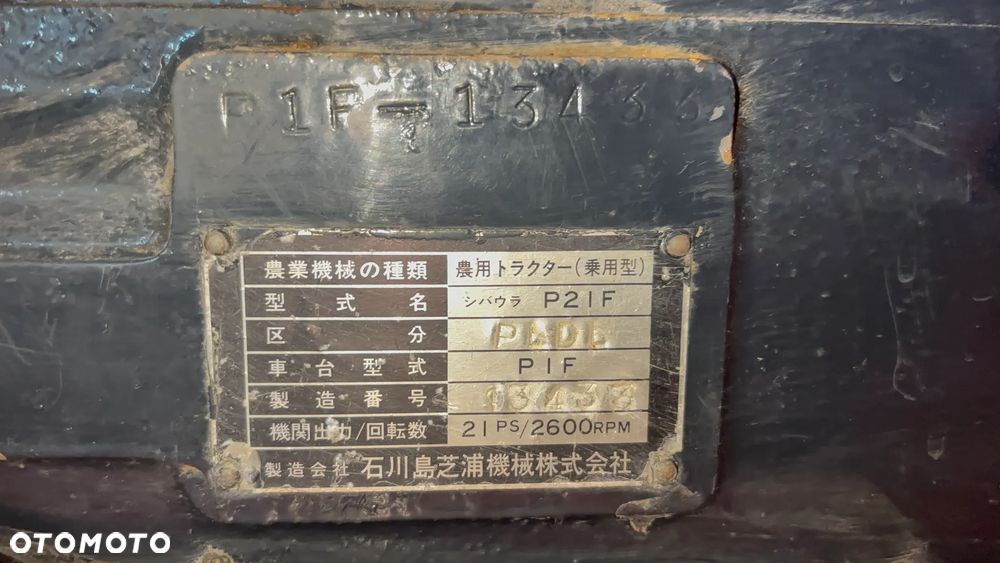 P1F-13433
農業機械の種類 農用トラクター(乗用型)
型式名 シバウラ P21F
区分 PADL
車台型式 P1F
製造番号 13433
機関出力/回転数 21PS/2600RPM
製造会社 石川島芝浦機械株式会社
OTOMOTO